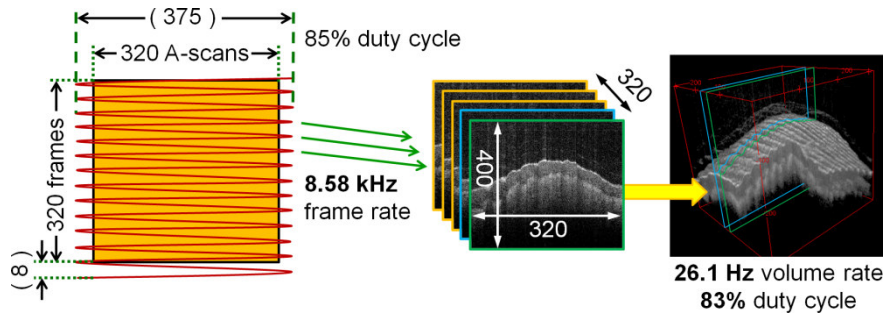 ( 375 )
320 A-scans
85% duty cycle
320 frames
( 8 )
8.58 kHz
frame rate
320
400
320
26.1 Hz volume rate
83% duty cycle